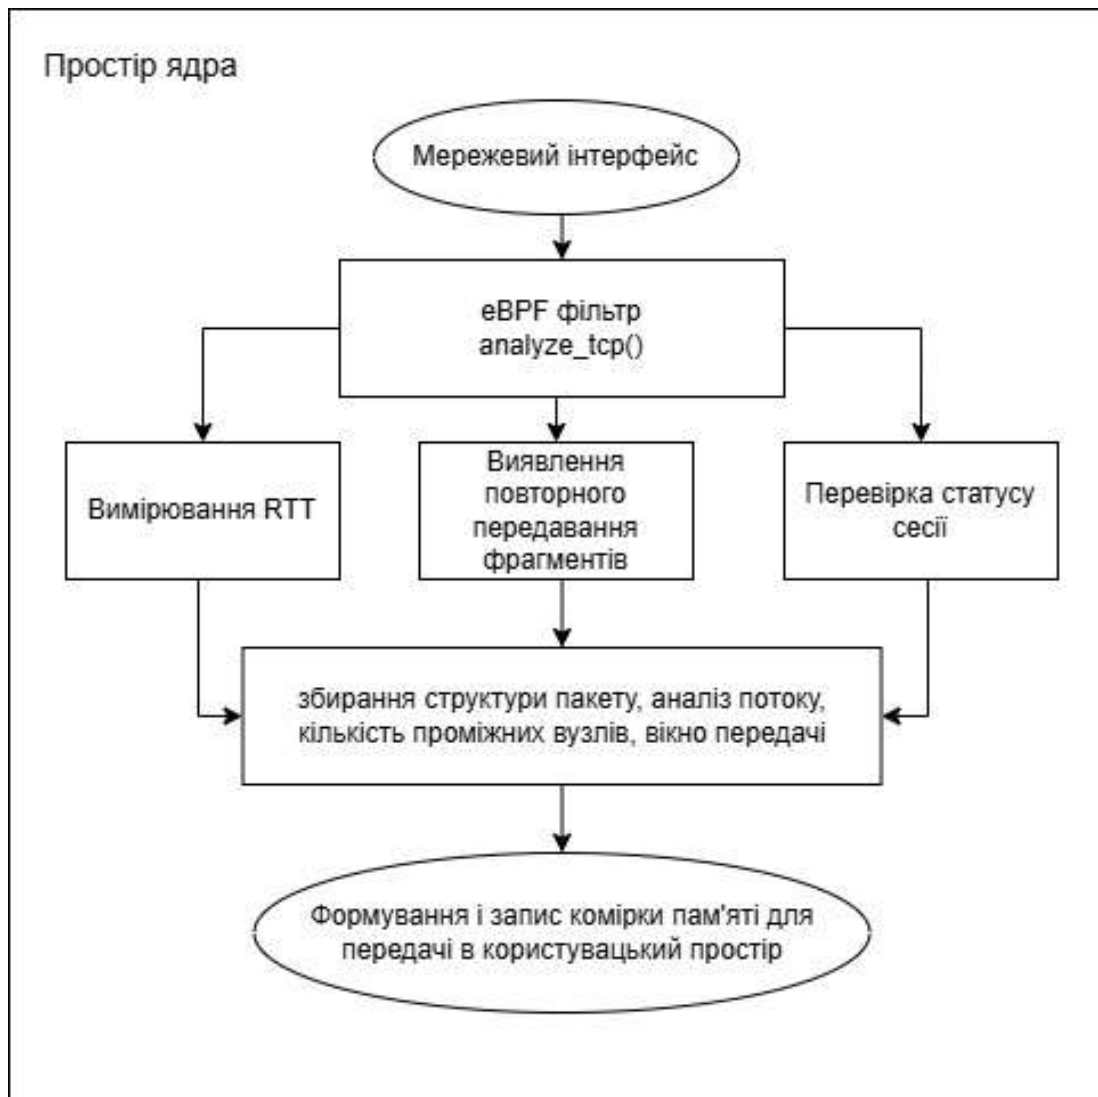 Простір ядра
Мережевий інтерфейс
eBPF фільтр
analyze_tcp()
Вимірювання RTT
Виявлення
повторного
передавання
фрагментів
Перевірка статусу
сесії
збирання структури пакету, аналіз потоку,
кількість проміжних вузлів, вікно передачі
Формування і запис комірки пам'яті для
передачі в користувацький простір